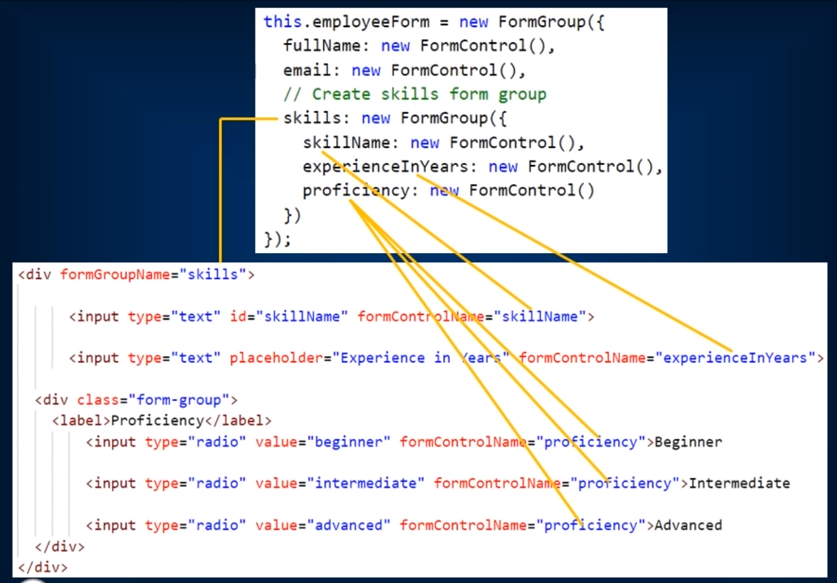 this.employeeForm = new FormGroup({
fullName: new FormControl(),
email: new FormControl(),
// Create skills form group
skills: new FormGroup({
skillName: new FormControl(),
experienceInYears: new FormControl(),
proficiency: new FormControl()
})
});
<div formGroupName="skills">
<input type="text" id="skillName" formControlName="skillName">
<input type="text" placeholder="Experience in Years" formControlName="experienceInYears">
<div class="form-group">
<label>Proficiency</label>
<input type="radio" value="beginner" formControlName="proficiency">Beginner
<input type="radio" value="intermediate" formControlName="proficiency">Intermediate
<input type="radio" value="advanced" formControlName="proficiency">Advanced
</div>
</div>